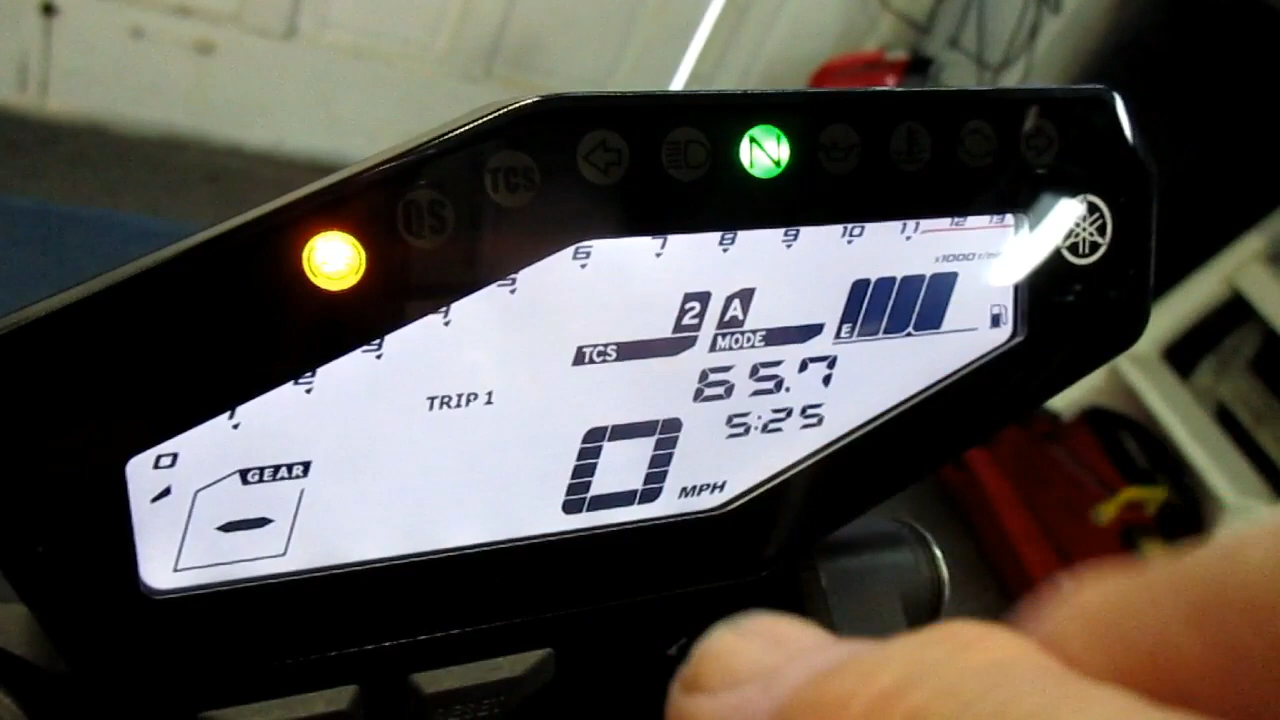 QS TCS N
1 2 3 4 5 6 7 8 9 10 11 12 13
x1000 r/min
2 A E
TCS MODE
65.7
TRIP 1
5:25
0 MPH
0
GEAR
-